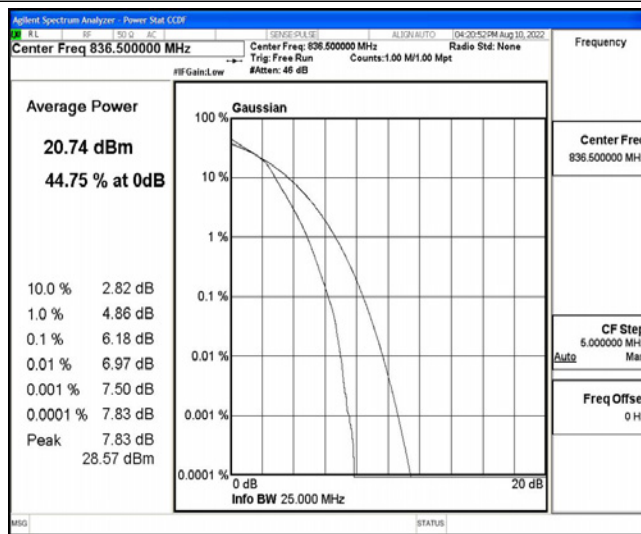 Agilent Spectrum Analyzer - Power Stat CCDF
RL RF 50 Ω AC SENSE:PULSE ALIGN AUTO 04:20:52 PM Aug 10, 2022
Center Freq 836.500000 MHz
Center Freq: 836.500000 MHz Radio Std: None
Trig: Free Run Counts:1.00 M/1.00 Mpt
#IFGain:Low #Atten: 46 dB
Frequency
Average Power
20.74 dBm
44.75 % at 0dB
10.0 % 2.82 dB
1.0 % 4.86 dB
0.1 % 6.18 dB
0.01 % 6.97 dB
0.001 % 7.50 dB
0.0001 % 7.83 dB
Peak 7.83 dB
28.57 dBm
Gaussian
100 %
10 %
1 %
0.1 %
0.01 %
0.001 %
0.0001 %
0 dB 20 dB
Info BW 25.000 MHz
Center Fre
836.500000 MH
CF Step
5.000000 MH
Auto Ma
Freq Offse
0 H
MSG STATUS